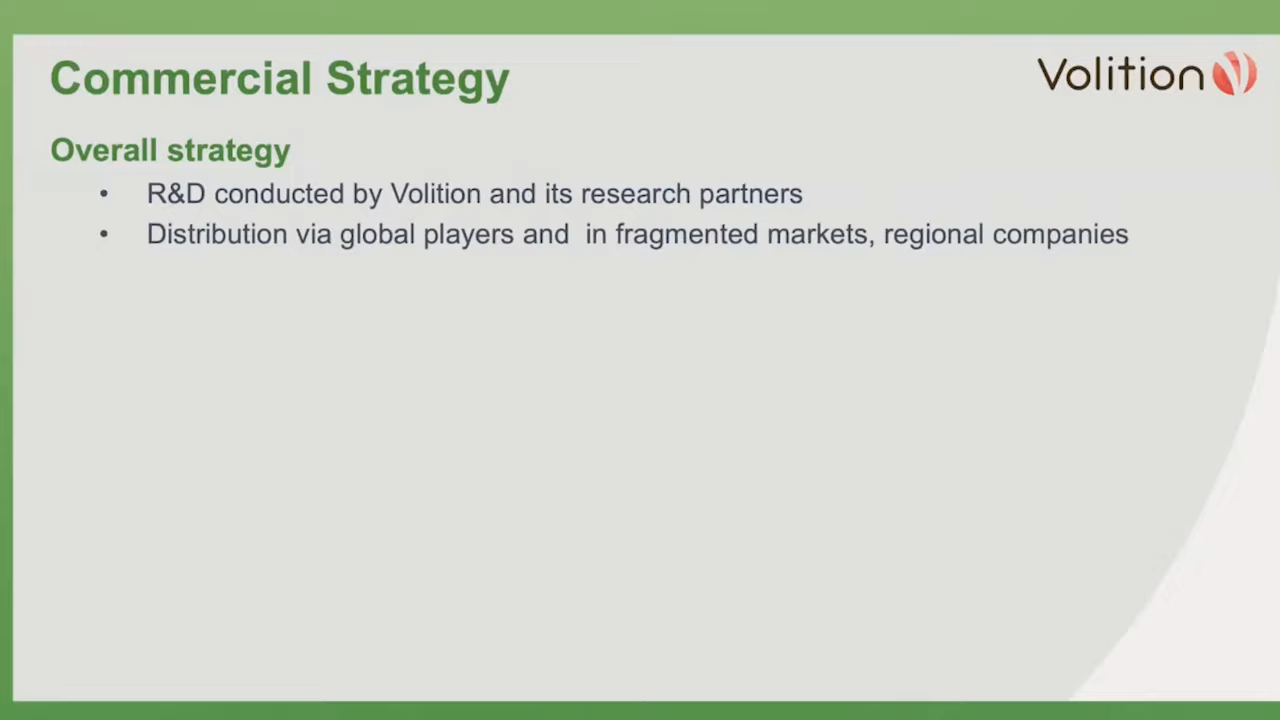 Commercial Strategy
Volition
Overall strategy
• R&D conducted by Volition and its research partners
• Distribution via global players and  in fragmented markets, regional companies